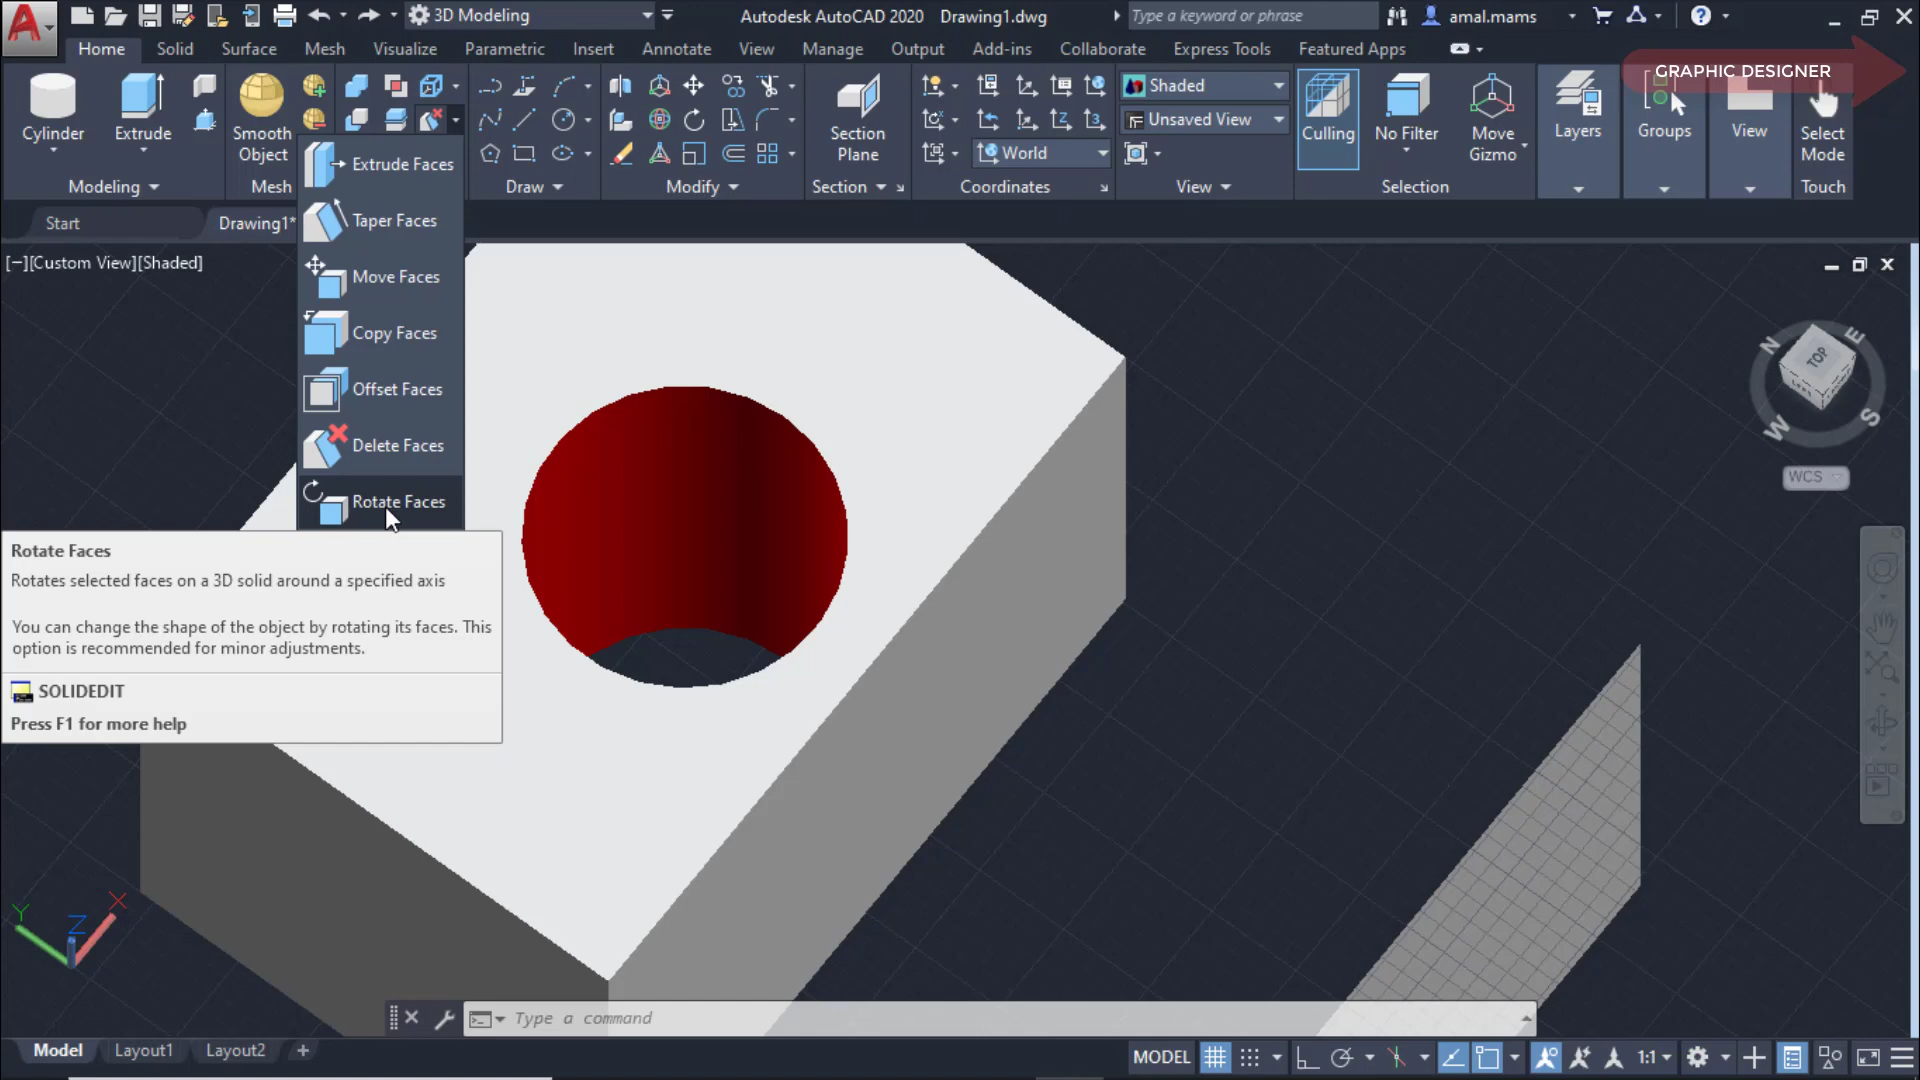 3D Modeling
Autodesk AutoCAD 2020 Drawing1.dwg
Type a keyword or phrase
amal.mams
Home Solid Surface Mesh Parametric Visualize Insert Annotate View Manage Output Add-ins Collaborate Express Tools Featured Apps
GRAPHIC DESIGNER
Cylinder
Extrude
Smooth
Object
Section
Plane
Shaded
Unsaved View
World
Culling
No Filter
Move
Gizmo
Layers
Groups
View
Select
Mode
Modeling
Mesh
Draw
Modify
Section
Coordinates
View
Selection
Touch
Start
Drawing1*
[−][Custom View][Shaded]
Extrude Faces
Taper Faces
Move Faces
Copy Faces
Offset Faces
Delete Faces
Rotate Faces
Rotate Faces
Rotates selected faces on a 3D solid around a specified axis
You can change the shape of the object by rotating its faces. This
option is recommended for minor adjustments.
SOLIDEDIT
Press F1 for more help
N
E
TOP
W
S
WCS
Y
Z
X
Type a command
Model
Layout1
Layout2
MODEL
1:1